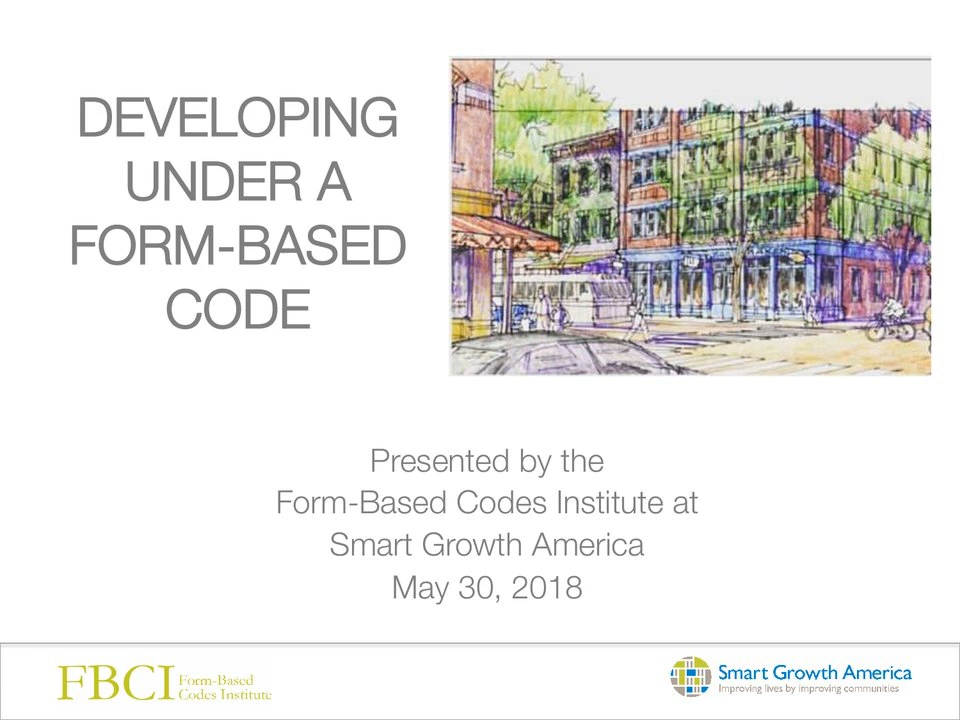 DEVELOPING
UNDER A
FORM-BASED
CODE
Presented by the
Form-Based Codes Institute at
Smart Growth America
May 30, 2018
FBCI Form-Based
Codes Institute
Smart Growth America
Improving lives by improving communities